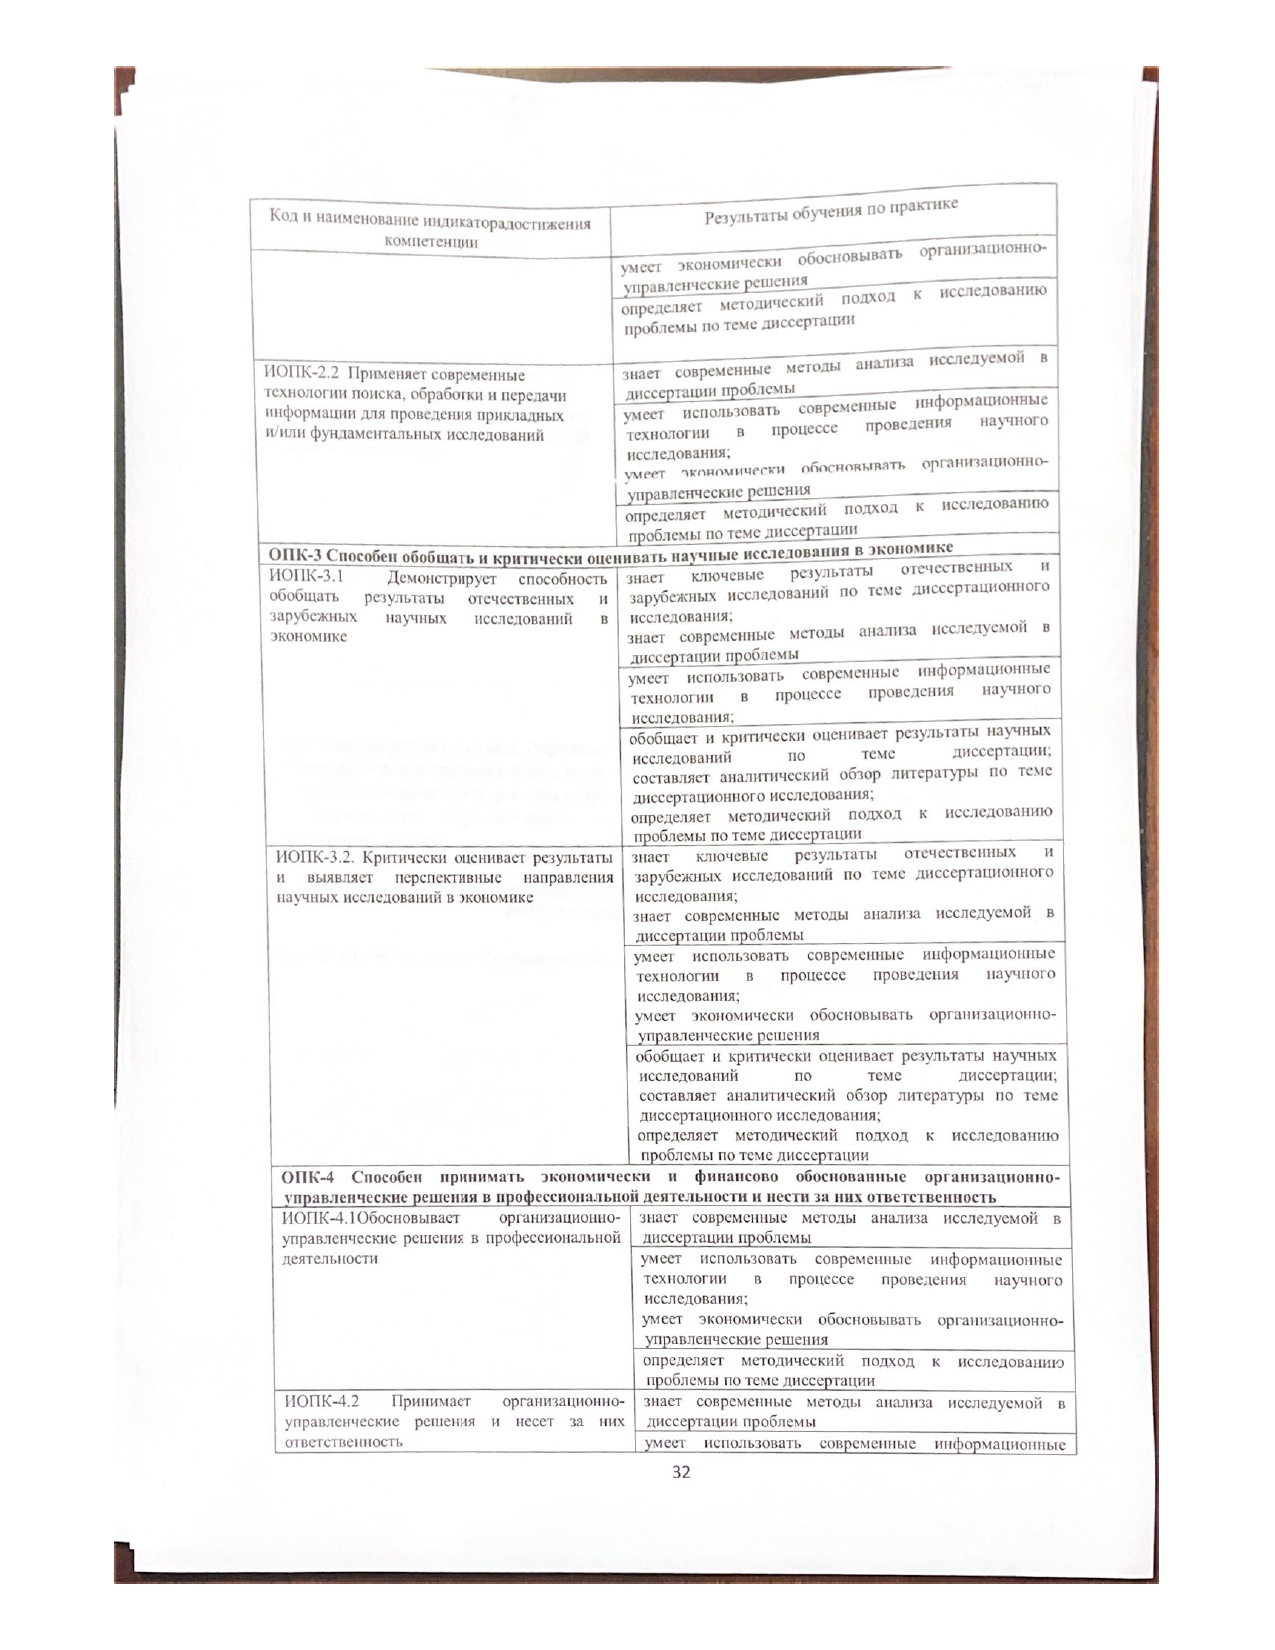 Код и наименование индикаторадостижения
компетенции
Результаты обучения по практике
умеет экономически обосновывать организационно-
управленческие решения
определяет методический подход к исследованию
проблемы по теме диссертации
ИОПК-2.2 Применяет современные
технологии поиска, обработки и передачи
информации для проведения прикладных
и/или фундаментальных исследований
знает современные методы анализа исследуемой в
диссертации проблемы
умеет использовать современные информационные
технологии в процессе проведения научного
исследования;
умеет экономически обосновывать организационно-
управленческие решения
определяет методический подход к исследованию
проблемы по теме диссертации
ОПК-3 Способен обобщать и критически оценивать научные исследования в экономике
ИОПК-3.1 Демонстрирует способность
обобщать результаты отечественных и
зарубежных научных исследований в
экономике
знает ключевые результаты отечественных и
зарубежных исследований по теме диссертационного
исследования;
знает современные методы анализа исследуемой в
диссертации проблемы
умеет использовать современные информационные
технологии в процессе проведения научного
исследования;
обобщает и критически оценивает результаты научных
исследований по теме диссертации;
составляет аналитический обзор литературы по теме
диссертационного исследования;
определяет методический подход к исследованию
проблемы по теме диссертации
ИОПК-3.2. Критически оценивает результаты
и выявляет перспективные направления
научных исследований в экономике
знает ключевые результаты отечественных и
зарубежных исследований по теме диссертационного
исследования;
знает современные методы анализа исследуемой в
диссертации проблемы
умеет использовать современные информационные
технологии в процессе проведения научного
исследования;
умеет экономически обосновывать организационно-
управленческие решения
обобщает и критически оценивает результаты научных
исследований по теме диссертации;
составляет аналитический обзор литературы по теме
диссертационного исследования;
определяет методический подход к исследованию
проблемы по теме диссертации
ОПК-4 Способен принимать экономически и финансово обоснованные организационно-
управленческие решения в профессиональной деятельности и нести за них ответственность
ИОПК-4.1Обосновывает организационно-
управленческие решения в профессиональной
деятельности
знает современные методы анализа исследуемой в
диссертации проблемы
умеет использовать современные информационные
технологии в процессе проведения научного
исследования;
умеет экономически обосновывать организационно-
управленческие решения
определяет методический подход к исследованию
проблемы по теме диссертации
ИОПК-4.2 Принимает организационно-
управленческие решения и несет за них
ответственность
знает современные методы анализа исследуемой в
диссертации проблемы
умеет использовать современные информационные
32